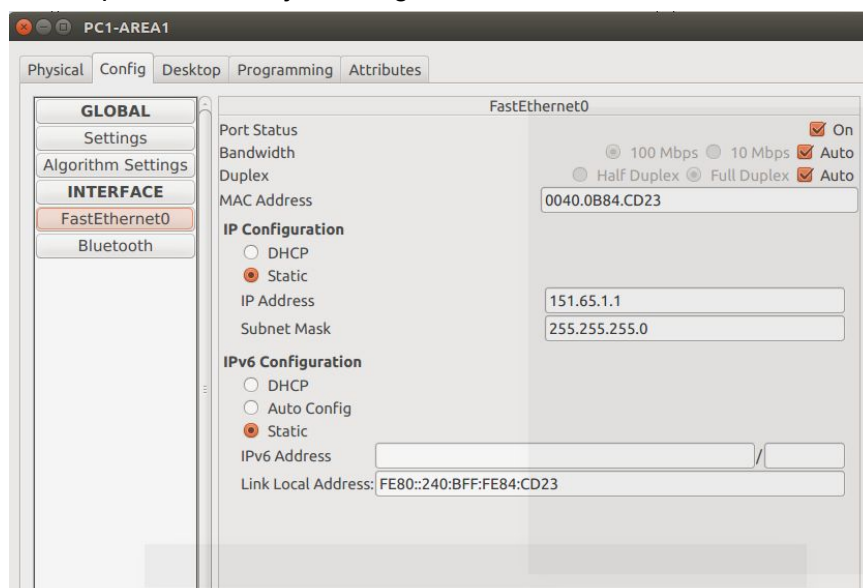 PC1-AREA1
Physical Config Desktop Programming Attributes
GLOBAL
Settings
Algorithm Settings
INTERFACE
FastEthernet0
Bluetooth
FastEthernet0
Port Status On
Bandwidth 100 Mbps 10 Mbps Auto
Duplex Half Duplex Full Duplex Auto
MAC Address 0040.0B84.CD23
IP Configuration
DHCP
Static
IP Address 151.65.1.1
Subnet Mask 255.255.255.0
IPv6 Configuration
DHCP
Auto Config
Static
IPv6 Address /
Link Local Address: FE80::240:BFF:FE84:CD23